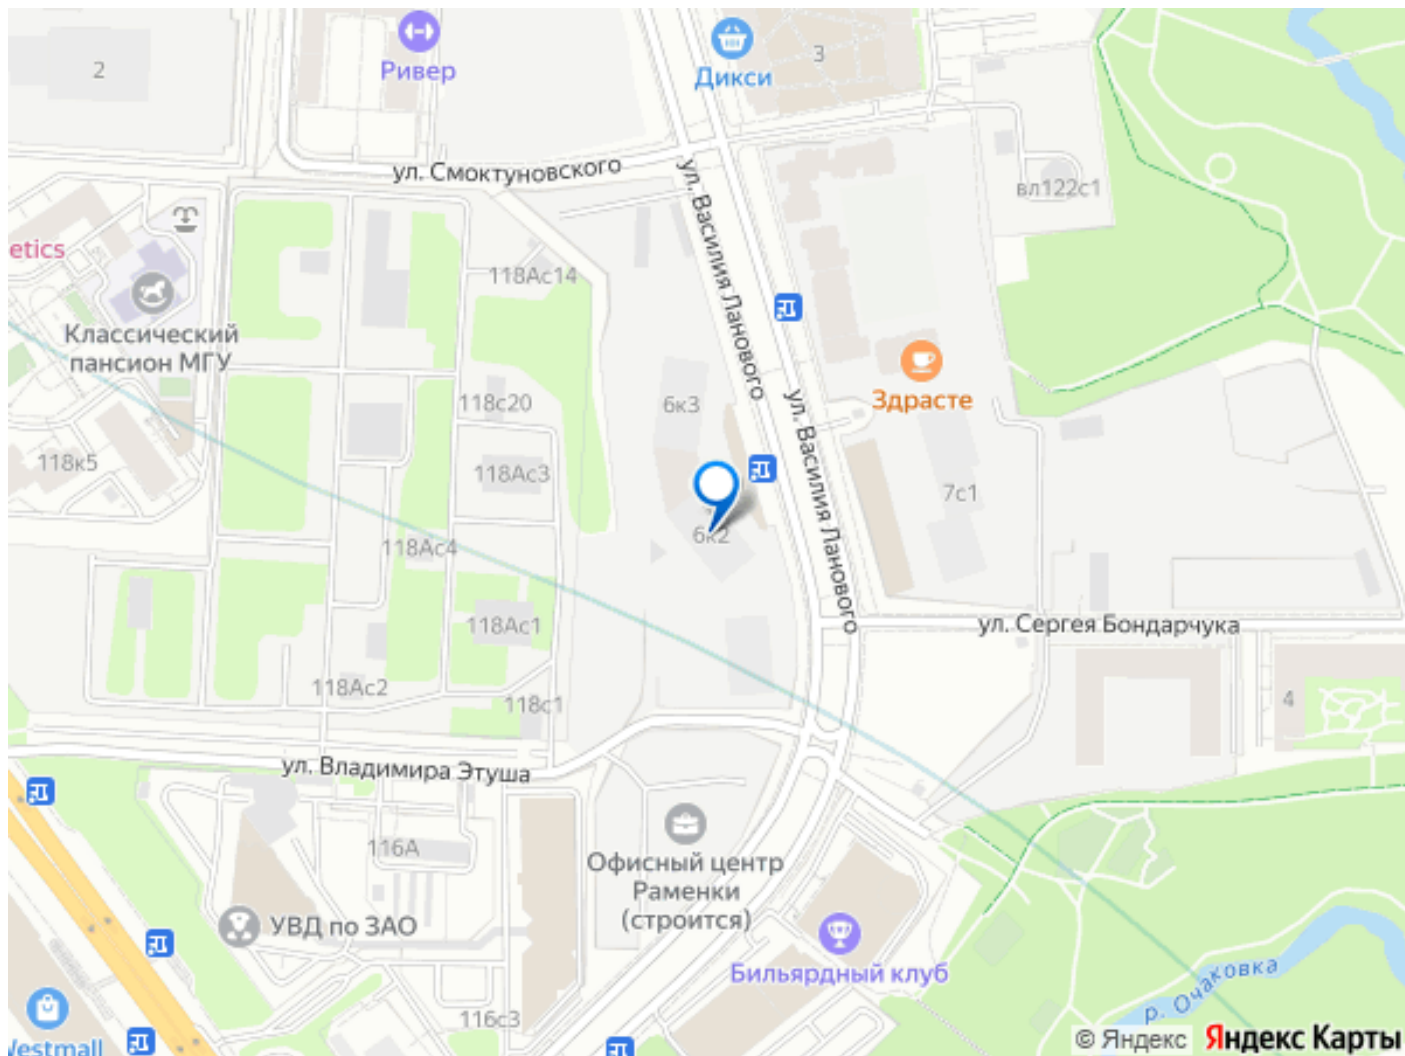 2
Ривер
Дикси
3
ул. Смоктуновского
вл122с1
ул. Василия Ланового
etics
Классический
пансион МГУ
118Ас14
Здрасте
6к3
118с20
ул. Василия Ланового
118к5
118Ас3
7с1
6к2
118Ас4
118Ас1
ул. Сергея Бондарчука
118Ас2
118с1
4
ул. Владимира Этуша
116А
Офисный центр
Раменки
(строится)
УВД по ЗАО
Бильярдный клуб
р. Очаковка
116с3
Westmall
© Яндекс Яндекс Карты